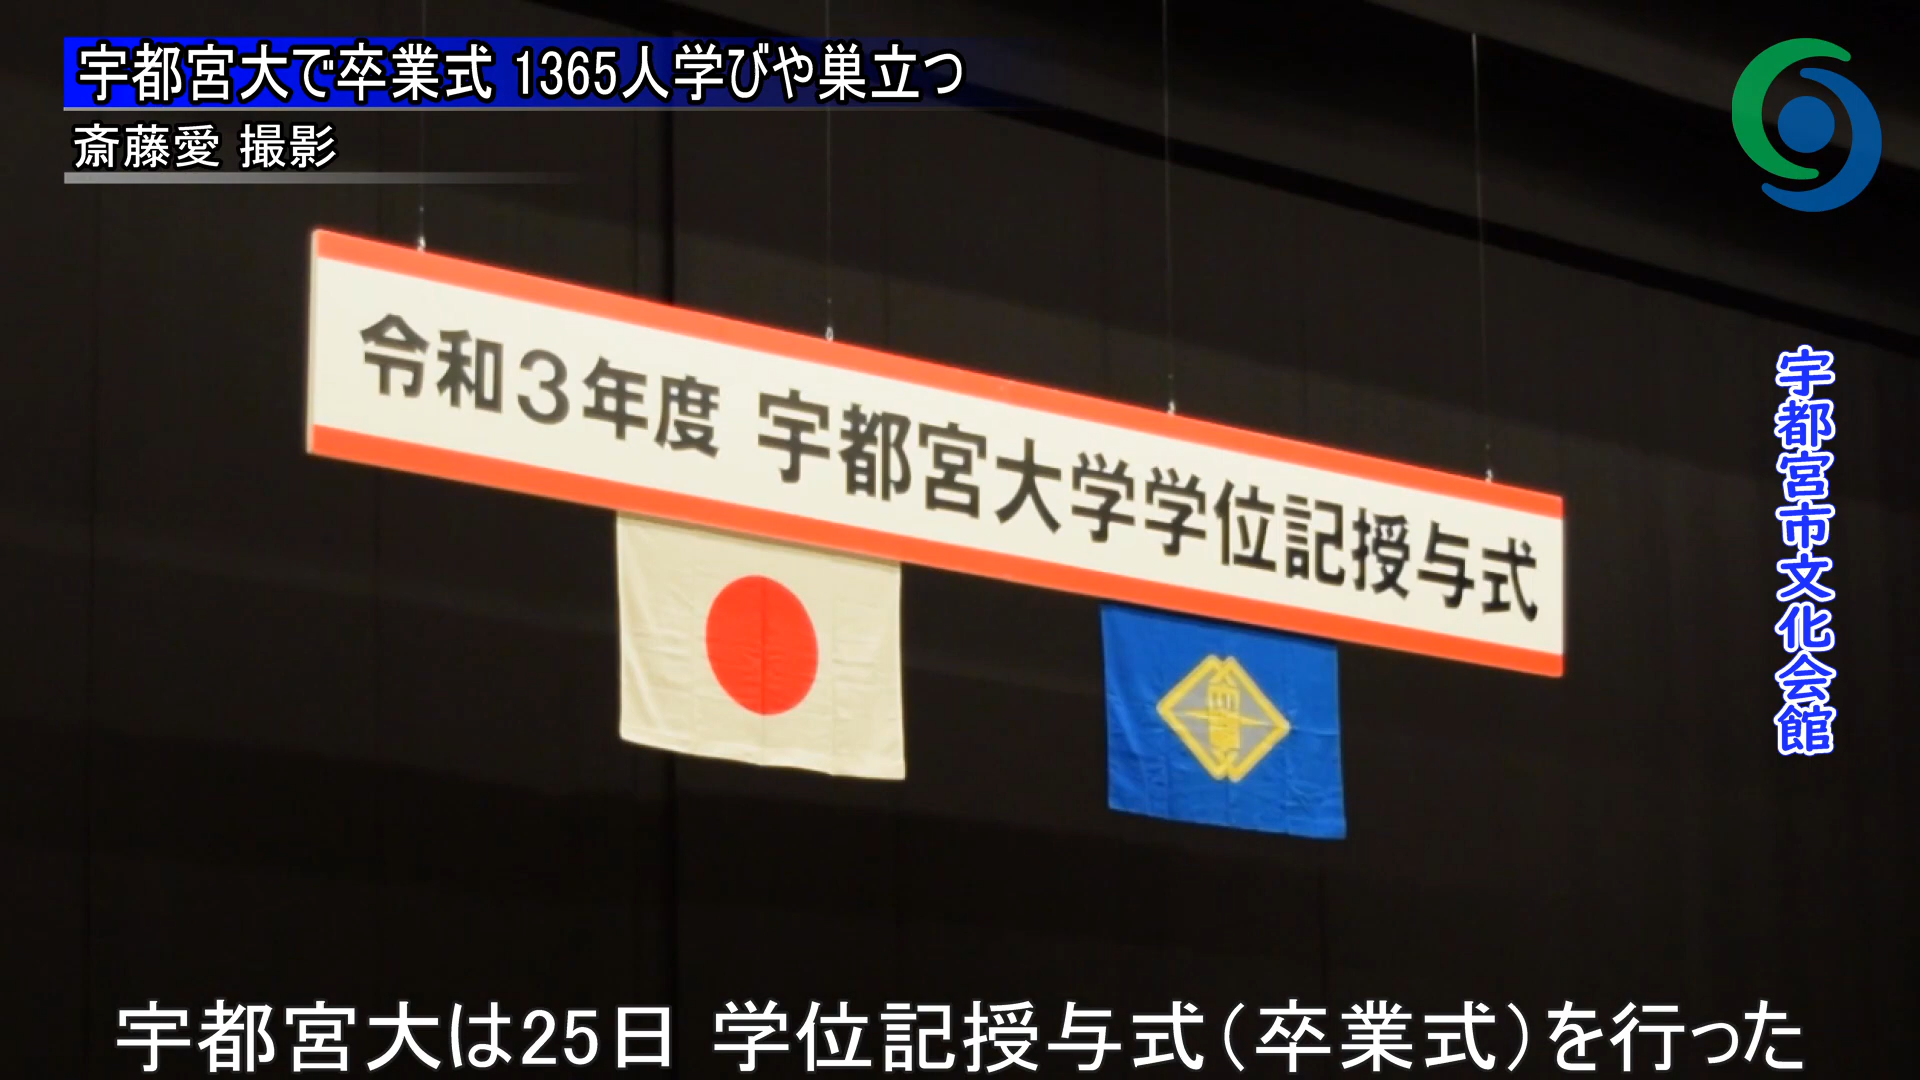 宇都宮大で卒業式 1365人学びや巣立つ
斎藤愛 撮影
令和3年度 宇都宮大学学位記授与式
宇都宮市文化会館
宇都宮大は25日 学位記授与式(卒業式)を行った